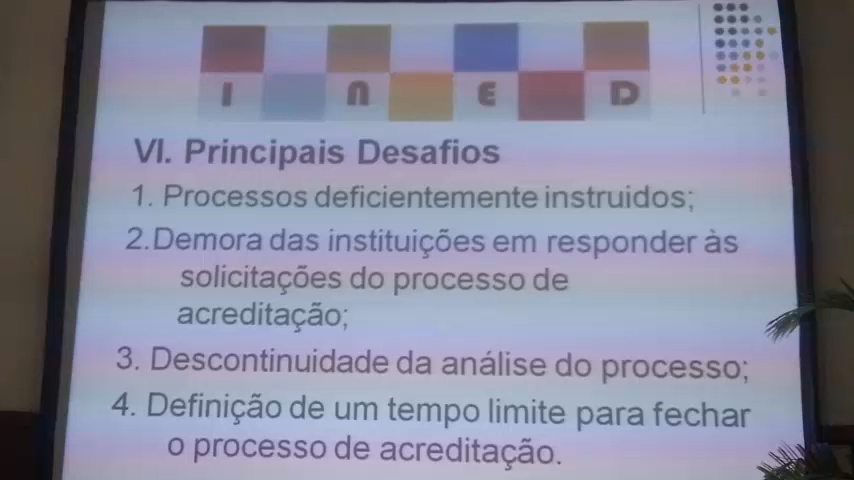 I N E D
VI. Principais Desafios
1. Processos deficientemente instruidos;
2.Demora das instituições em responder às
solicitações do processo de
acreditação;
3. Descontinuidade da análise do processo;
4. Definição de um tempo limite para fechar
o processo de acreditação.